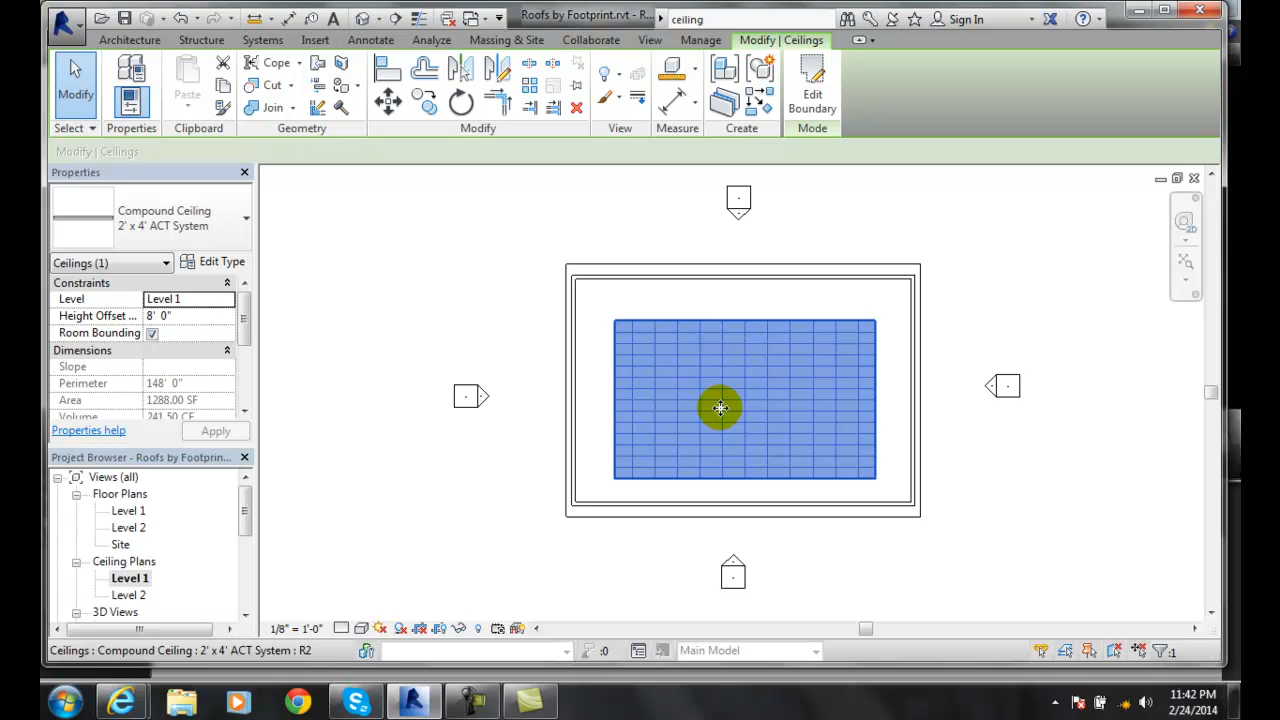 Roofs by Footprint.rvt - R...
ceiling
Sign In
Architecture Structure Systems Insert Annotate Analyze Massing & Site Collaborate View Manage Modify | Ceilings
Modify
Paste
Cope
Cut
Join
Edit Boundary
Select Properties Clipboard Geometry Modify View Measure Create Mode
Modify | Ceilings
Properties
Compound Ceiling
2' x 4' ACT System
Ceilings (1) Edit Type
Constraints
Level Level 1
Height Offset ... 8' 0"
Room Bounding
Dimensions
Slope
Perimeter 148' 0"
Area 1288.00 SF
Volume 241.50 CF
Properties help Apply
Project Browser - Roofs by Footprin...
Views (all)
Floor Plans
Level 1
Level 2
Site
Ceiling Plans
Level 1
Level 2
3D Views
2D
1/8" = 1'-0"
Ceilings : Compound Ceiling : 2' x 4' ACT System : R2 :0 Main Model :1
11:42 PM
2/24/2014